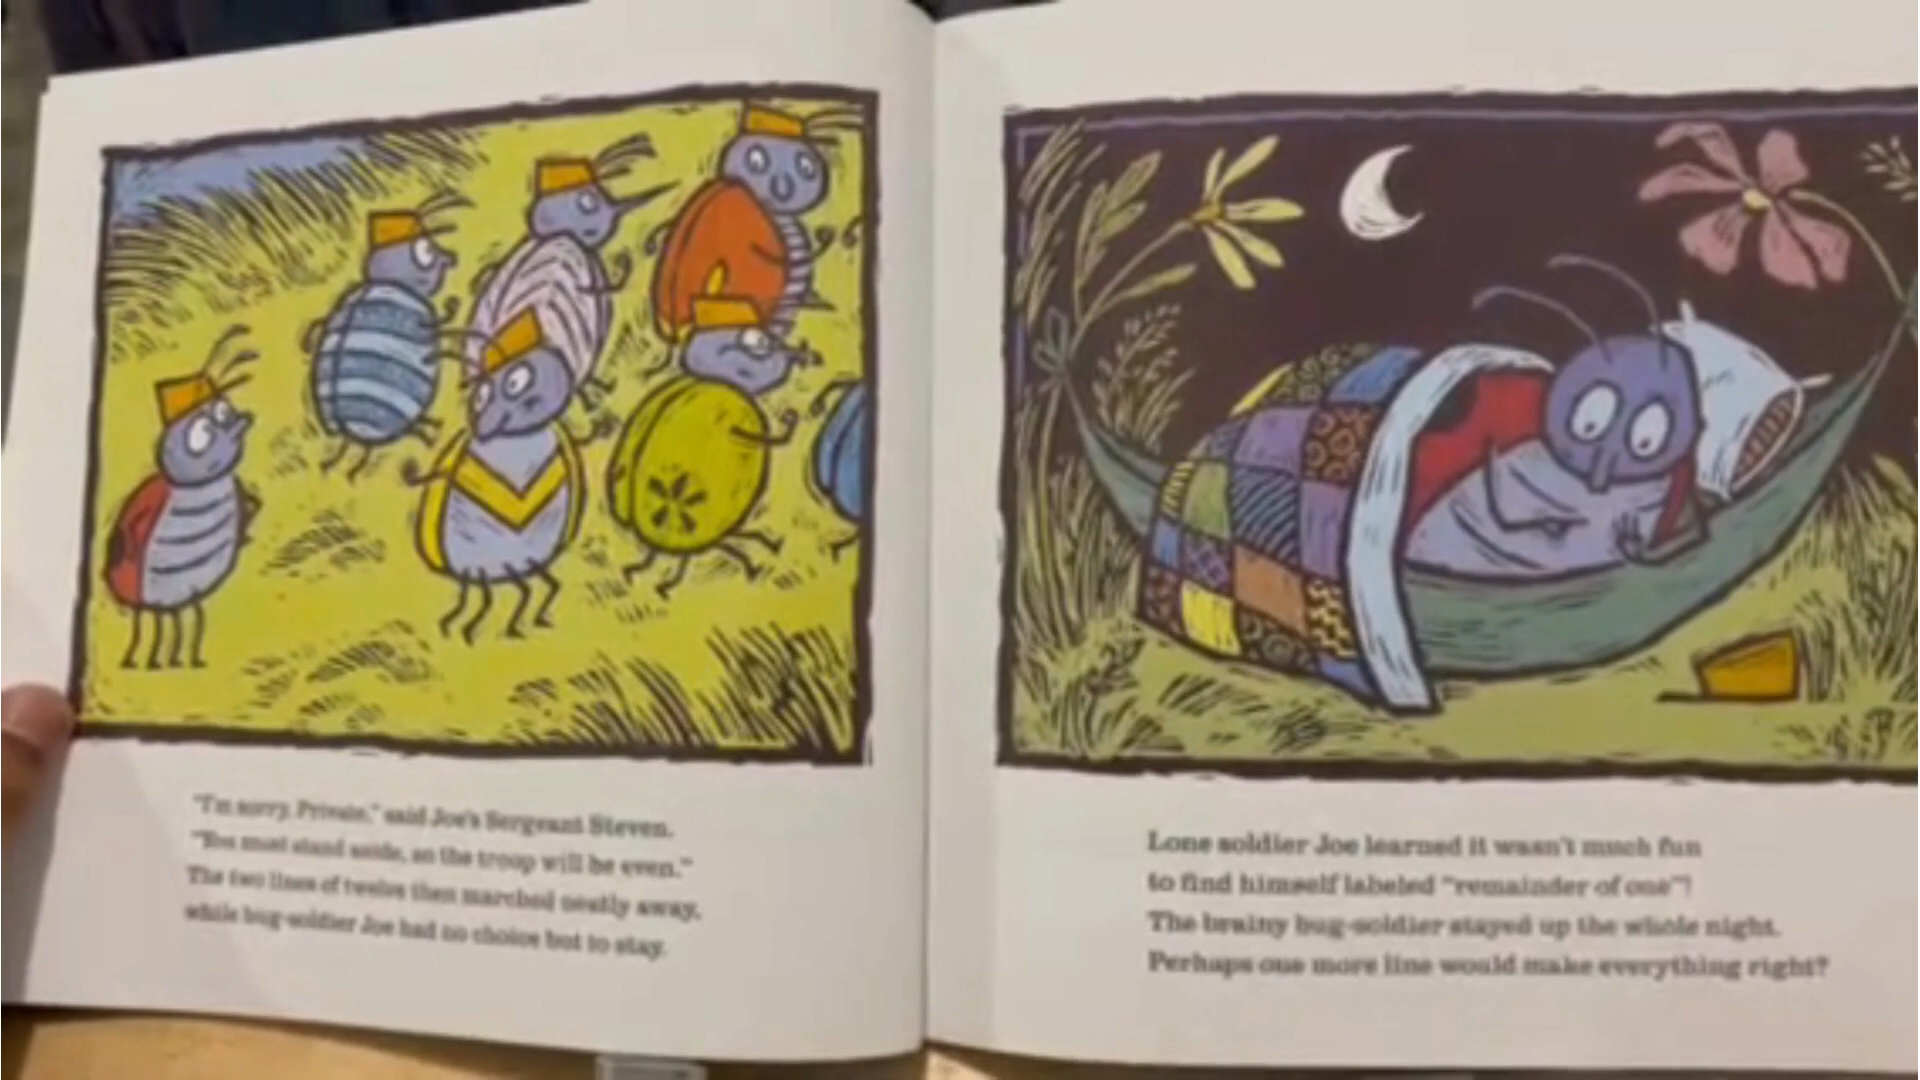 "I'm sorry, Private," said Joe's Sergeant Steven.
"You must stand aside, so the troop will be even."
The two lines of twelve then marched neatly away,
while bug-soldier Joe had no choice but to stay.
Lone soldier Joe learned it wasn't much fun
to find himself labeled "remainder of one"!
The brainy bug-soldier stayed up the whole night.
Perhaps one more line would make everything right?